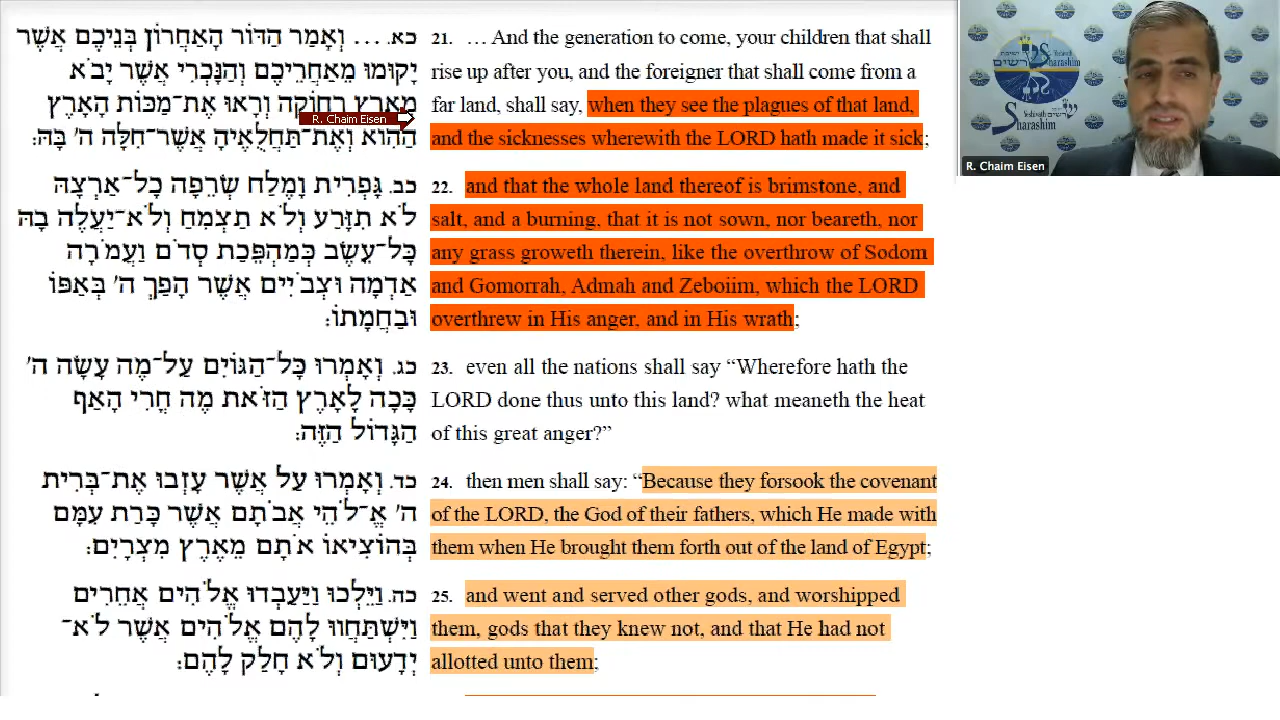 כא. ... וְאָמַר הַדּוֹר הָאַחֲרוֹן בְּנֵיכֶם אֲשֶׁר
יָקוּמוּ מֵאַחֲרֵיכֶם וְהַנָּכְרִי אֲשֶׁר יָבֹא
מֵאֶרֶץ רְחוֹקָה וְרָאוּ אֶת־מַכּוֹת הָאָרֶץ
הַהִוא וְאֶת־תַּחֲלֻאֶיהָ אֲשֶׁר־חִלָּה ה' בָּהּ:
כב. גָּפְרִית וָמֶלַח שְׂרֵפָה כָל־אַרְצָהּ
לֹא תִזָּרַע וְלֹא תַצְמִחַ וְלֹא־יַעֲלֶה בָהּ
כָּל־עֵשֶׂב כְּמַהְפֵּכַת סְדֹם וַעֲמֹרָה
אַדְמָה וּצְבֹיִים אֲשֶׁר הָפַךְ ה' בְּאַפּוֹ
וּבַחֲמָתוֹ:
כג. וְאָמְרוּ כָּל־הַגּוֹיִם עַל־מֶה עָשָׂה ה'
כָּכָה לָאָרֶץ הַזֹּאת מֶה חֳרִי הָאַף
הַגָּדוֹל הַזֶּה:
כד. וְאָמְרוּ עַל אֲשֶׁר עָזְבוּ אֶת־בְּרִית
ה' אֱ־לֹהֵי אֲבֹתָם אֲשֶׁר כָּרַת עִמָּם
בְּהוֹצִיאוֹ אֹתָם מֵאֶרֶץ מִצְרָיִם:
כה. וַיֵּלְכוּ וַיַּעַבְדוּ אֱלֹהִים אֲחֵרִים
וַיִּשְׁתַּחֲווּ לָהֶם אֱלֹהִים אֲשֶׁר לֹא־
יְדָעוּם וְלֹא חָלַק לָהֶם:
R. Chaim Eisen
21. ... And the generation to come, your children that shall
rise up after you, and the foreigner that shall come from a
far land, shall say, when they see the plagues of that land,
and the sicknesses wherewith the LORD hath made it sick;
22. and that the whole land thereof is brimstone, and
salt, and a burning, that it is not sown, nor beareth, nor
any grass groweth therein, like the overthrow of Sodom
and Gomorrah, Admah and Zeboiim, which the LORD
overthrew in His anger, and in His wrath;
23. even all the nations shall say “Wherefore hath the
LORD done thus unto this land? what meaneth the heat
of this great anger?”
24. then men shall say: “Because they forsook the covenant
of the LORD, the God of their fathers, which He made with
them when He brought them forth out of the land of Egypt;
25. and went and served other gods, and worshipped
them, gods that they knew not, and that He had not
allotted unto them;
Yeshivath
Sharashim
ישיבת
שרשים
Yeshivath
Sharashim
R. Chaim Eisen